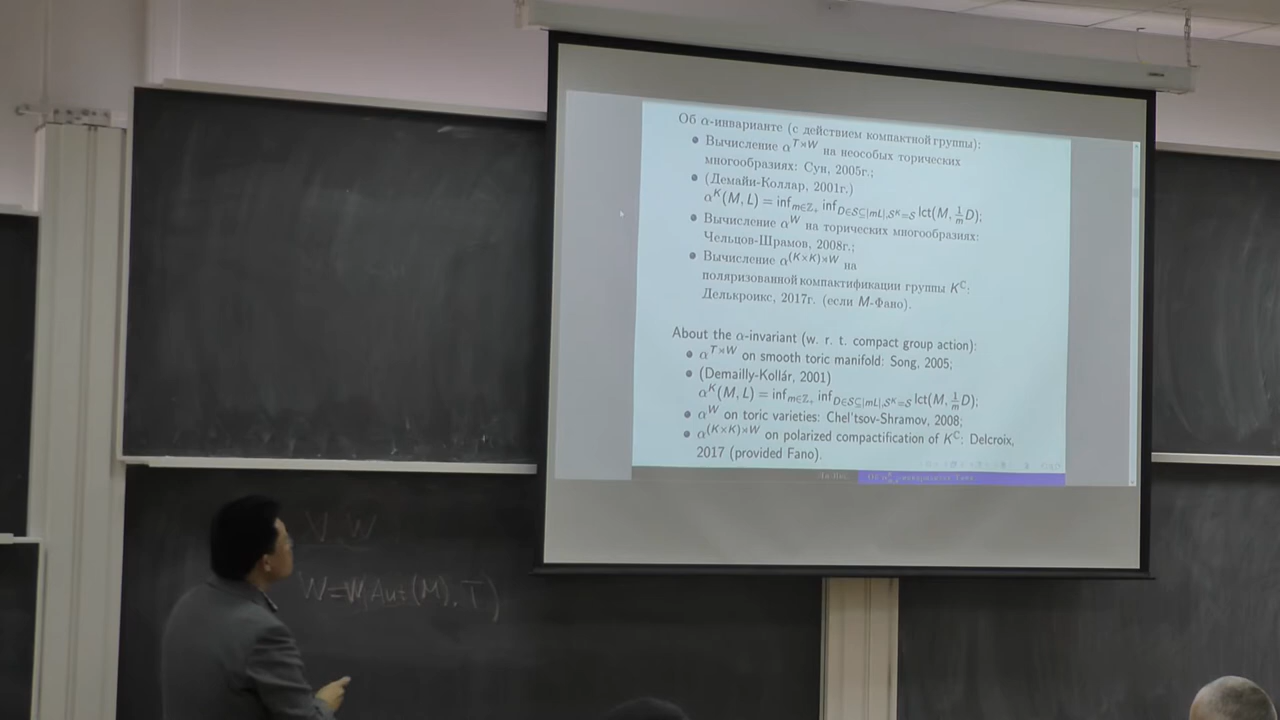 Об α-инварианте (с действием компактной группы):
• Вычисление α^{T⋊W} на неособых торических
многообразиях: Сун, 2005г.;
• (Демайи-Коллар, 2001г.)
α^K(M, L) = inf_{m∈ℤ₊} inf_{D∈𝒮⊆|mL|,𝒮^K=𝒮} lct(M, 1/m D);
• Вычисление α^W на торических многообразиях:
Чельцов-Шрамов, 2008г.;
• Вычисление α^{(K×K)⋊W} на
поляризованной компактификации группы K^ℂ:
Делькроикс, 2017г. (если M-Фано).
About the α-invariant (w. r. t. compact group action):
• α^{T⋊W} on smooth toric manifold: Song, 2005;
• (Demailly-Kollár, 2001)
α^K(M, L) = inf_{m∈ℤ₊} inf_{D∈𝒮⊆|mL|,𝒮^K=𝒮} lct(M, 1/m D);
• α^W on toric varieties: Chel'tsov-Shramov, 2008;
• α^{(K×K)⋊W} on polarized compactification of K^ℂ: Delcroix,
2017 (provided Fano).
V, W
W=W(Aut(M), T)